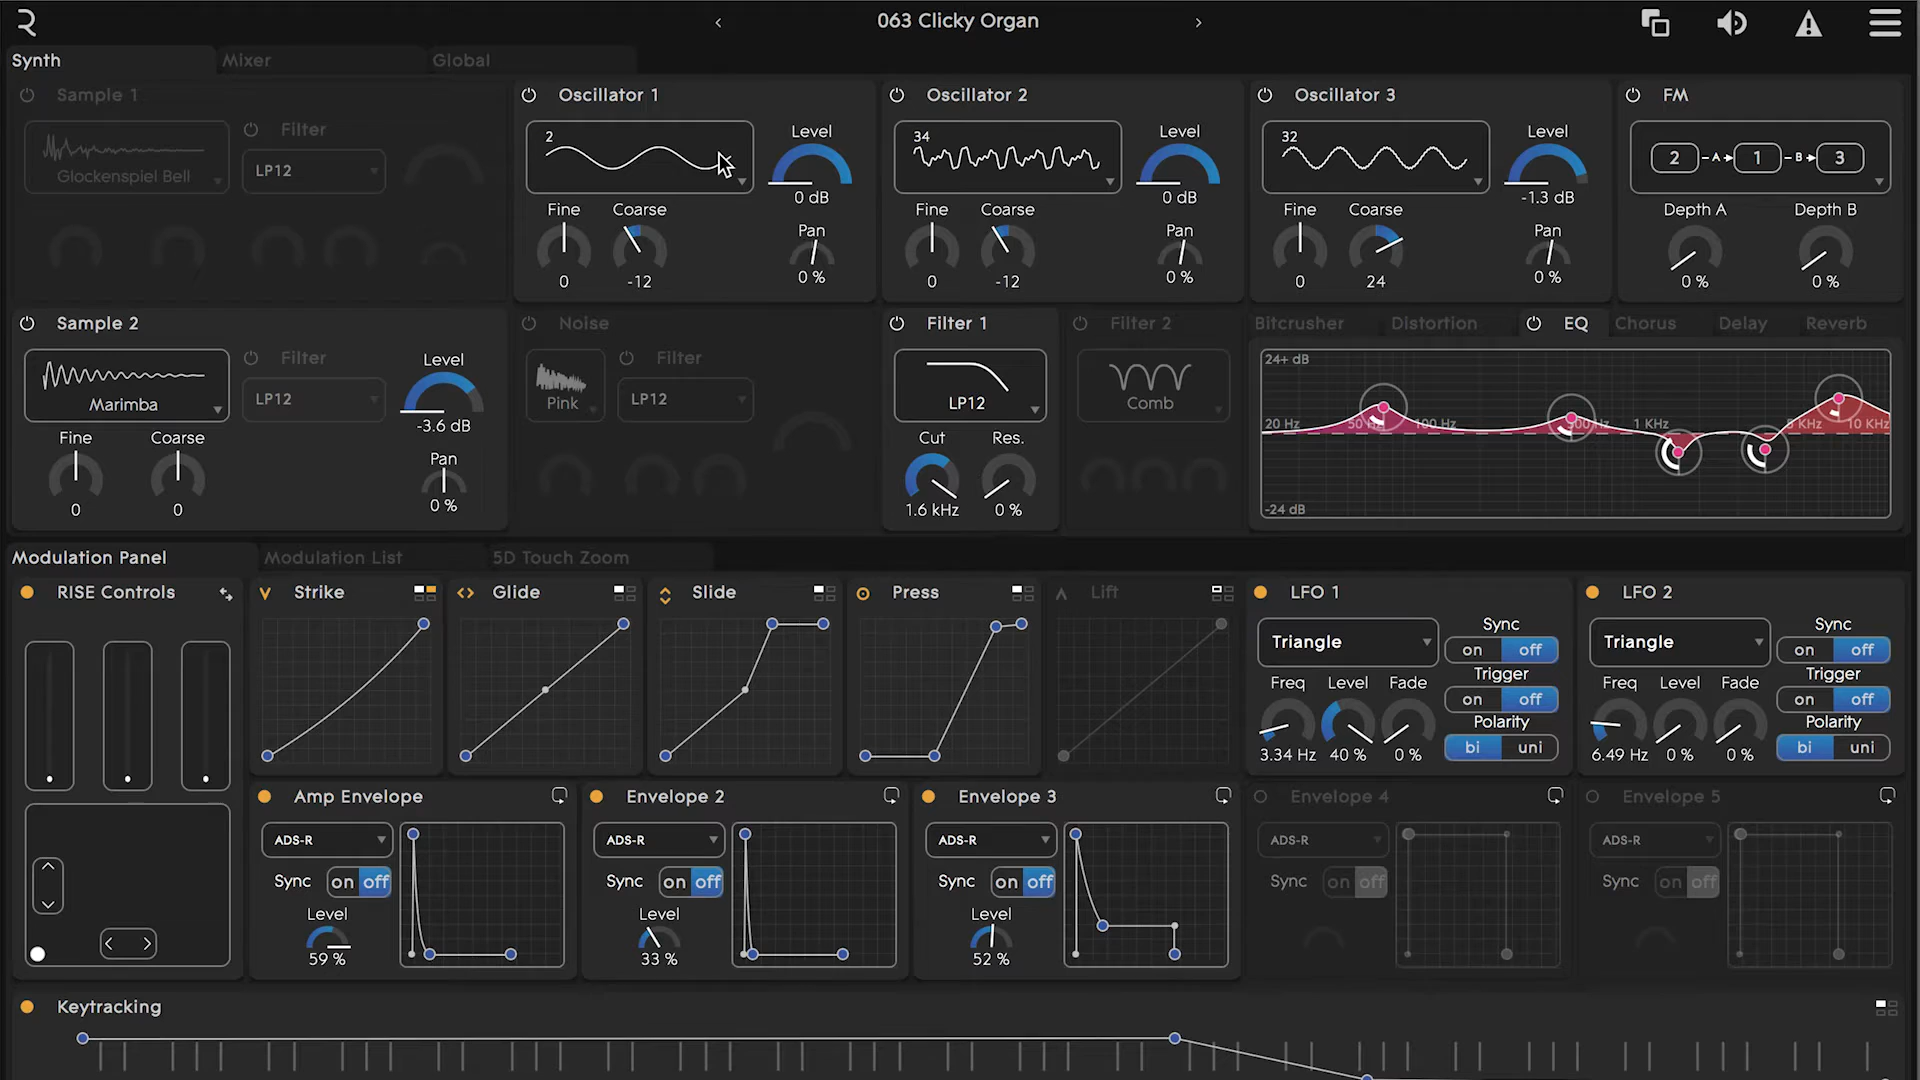 063 Clicky Organ
Synth
Mixer
Global
Sample 1
Filter
LP12
Glockenspiel Bell
Oscillator 1
2
Level
0 dB
Fine
Coarse
Pan
0
-12
0 %
Oscillator 2
34
Level
0 dB
Fine
Coarse
Pan
0
-12
0 %
Oscillator 3
32
Level
-1.3 dB
Fine
Coarse
Pan
0
24
0 %
FM
2 -A- 1 -B- 3
Depth A
Depth B
0 %
0 %
Sample 2
Marimba
Filter
LP12
Level
-3.6 dB
Fine
Coarse
Pan
0
0
0 %
Noise
Pink
Filter
LP12
Filter 1
LP12
Cut
Res.
1.6 kHz
0 %
Filter 2
Comb
Bitcrusher
Distortion
EQ
Chorus
Delay
Reverb
24+ dB
20 Hz
50 Hz
100 Hz
500 Hz
1 KHz
5 KHz
10 KHz
-24 dB
Modulation Panel
Modulation List
5D Touch Zoom
RISE Controls
Strike
Glide
Slide
Press
Lift
LFO 1
Triangle
Sync
on off
Trigger
on off
Polarity
bi uni
Freq
Level
Fade
3.34 Hz
40 %
0 %
LFO 2
Triangle
Sync
on off
Trigger
on off
Polarity
bi uni
Freq
Level
Fade
6.49 Hz
0 %
0 %
Amp Envelope
ADS-R
Sync
on off
Level
59 %
Envelope 2
ADS-R
Sync
on off
Level
33 %
Envelope 3
ADS-R
Sync
on off
Level
52 %
Envelope 4
ADS-R
Sync
on off
Envelope 5
ADS-R
Sync
on off
Keytracking